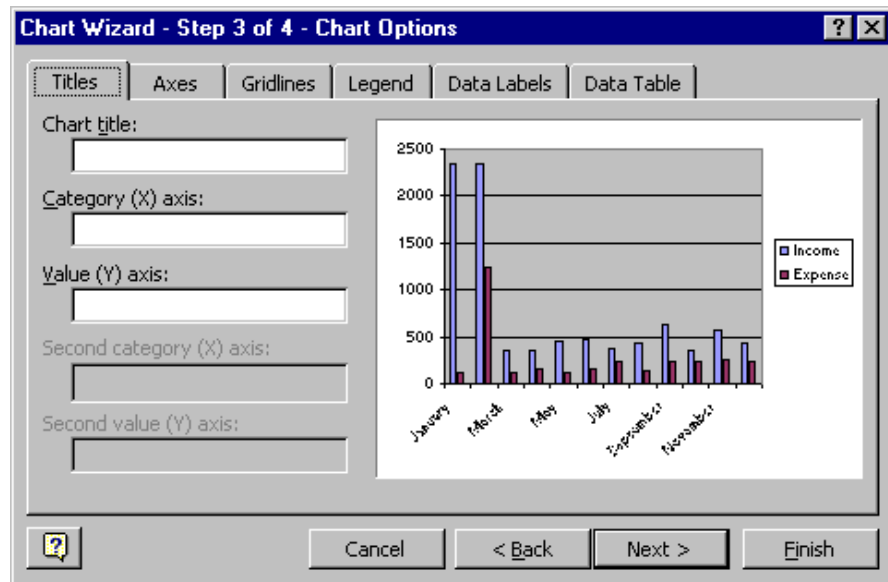 Chart Wizard - Step 3 of 4 - Chart Options
Titles Axes Gridlines Legend Data Labels Data Table
Chart title:
Category (X) axis:
Value (Y) axis:
Second category (X) axis:
Second value (Y) axis:
2500
2000
1500
1000
500
0
January March May July September November
Income
Expense
Cancel < Back Next > Finish